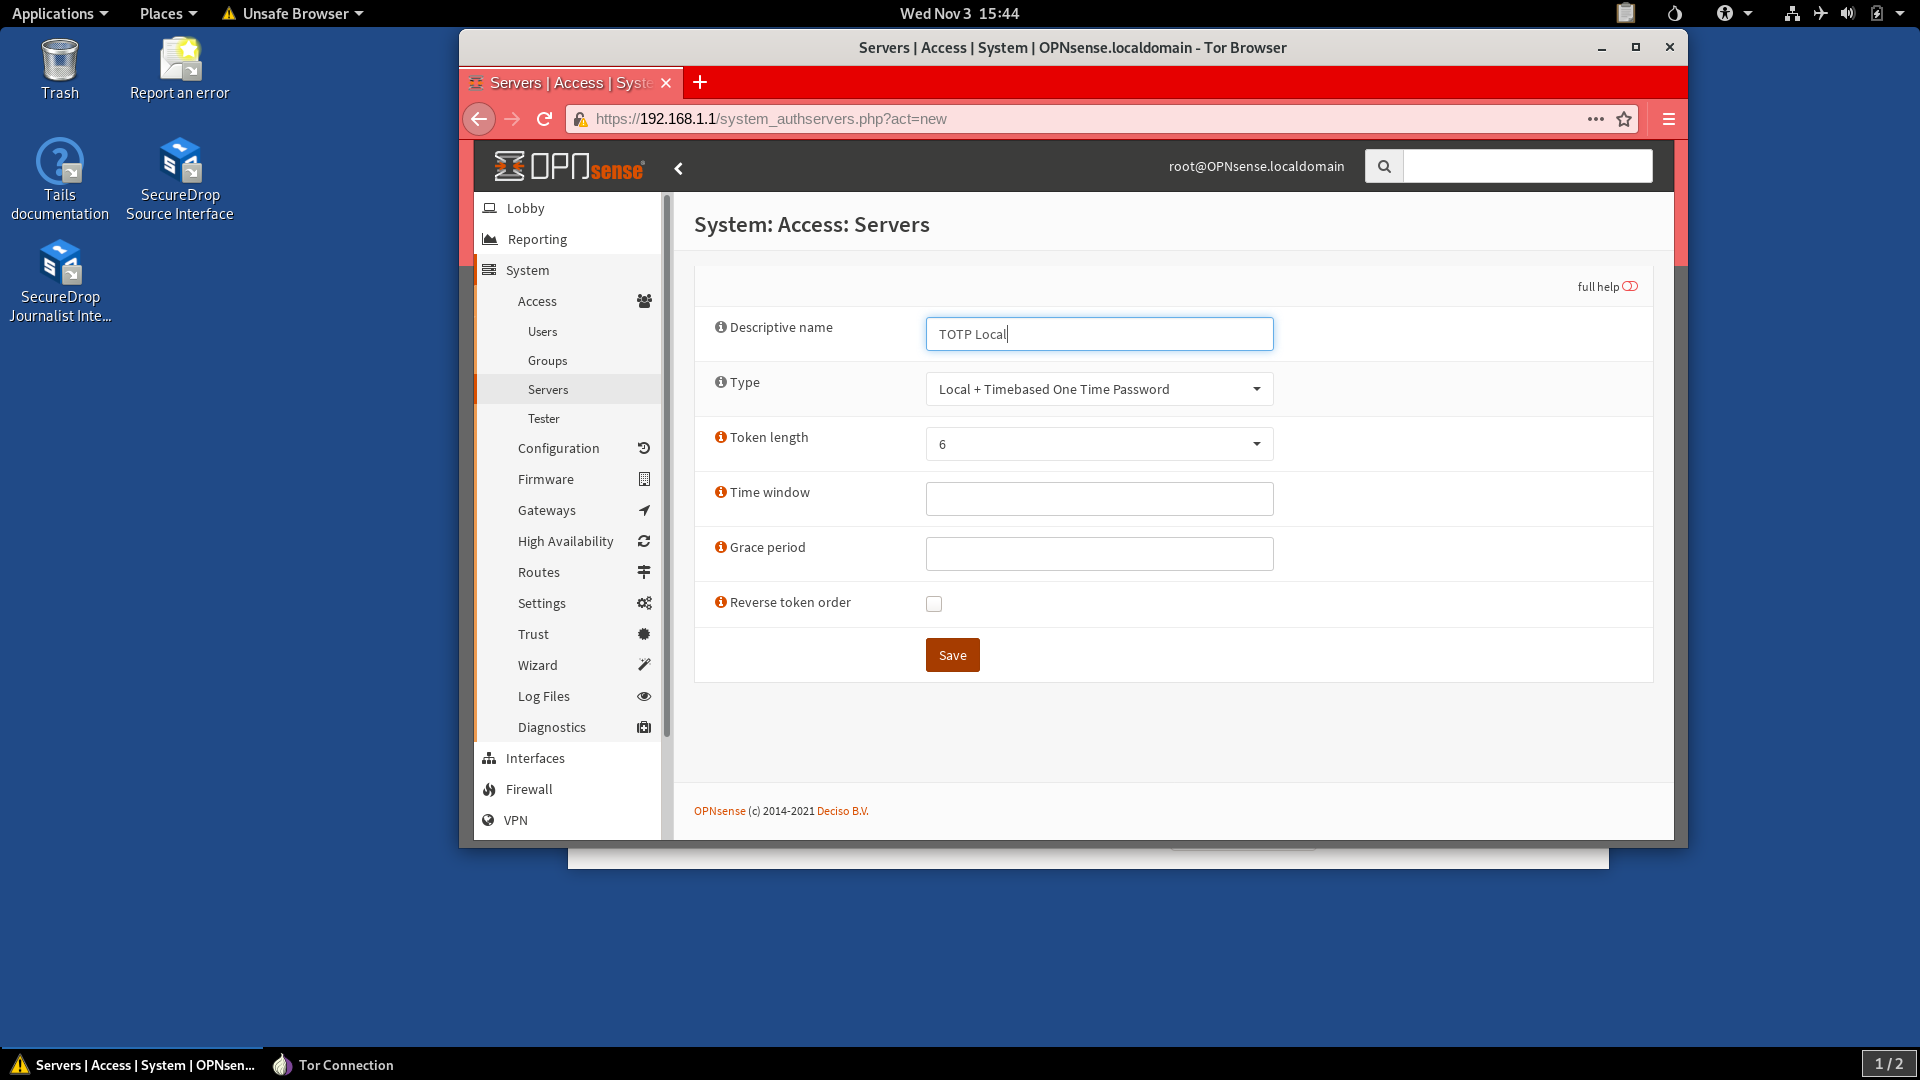 Applications Places Unsafe Browser Wed Nov 3 15:44
Trash
Report an error
Tails
documentation
SecureDrop
Source Interface
SecureDrop
Journalist Inte...
Servers | Access | System | OPNsense.localdomain - Tor Browser
Servers | Access | Syste
https://192.168.1.1/system_authservers.php?act=new
OPNsense
root@OPNsense.localdomain
Lobby
Reporting
System
Access
Users
Groups
Servers
Tester
Configuration
Firmware
Gateways
High Availability
Routes
Settings
Trust
Wizard
Log Files
Diagnostics
Interfaces
Firewall
VPN
System: Access: Servers
full help
Descriptive name TOTP Local
Type Local + Timebased One Time Password
Token length 6
Time window
Grace period
Reverse token order
Save
OPNsense (c) 2014-2021 Deciso B.V.
Servers | Access | System | OPNsen... Tor Connection 1 / 2